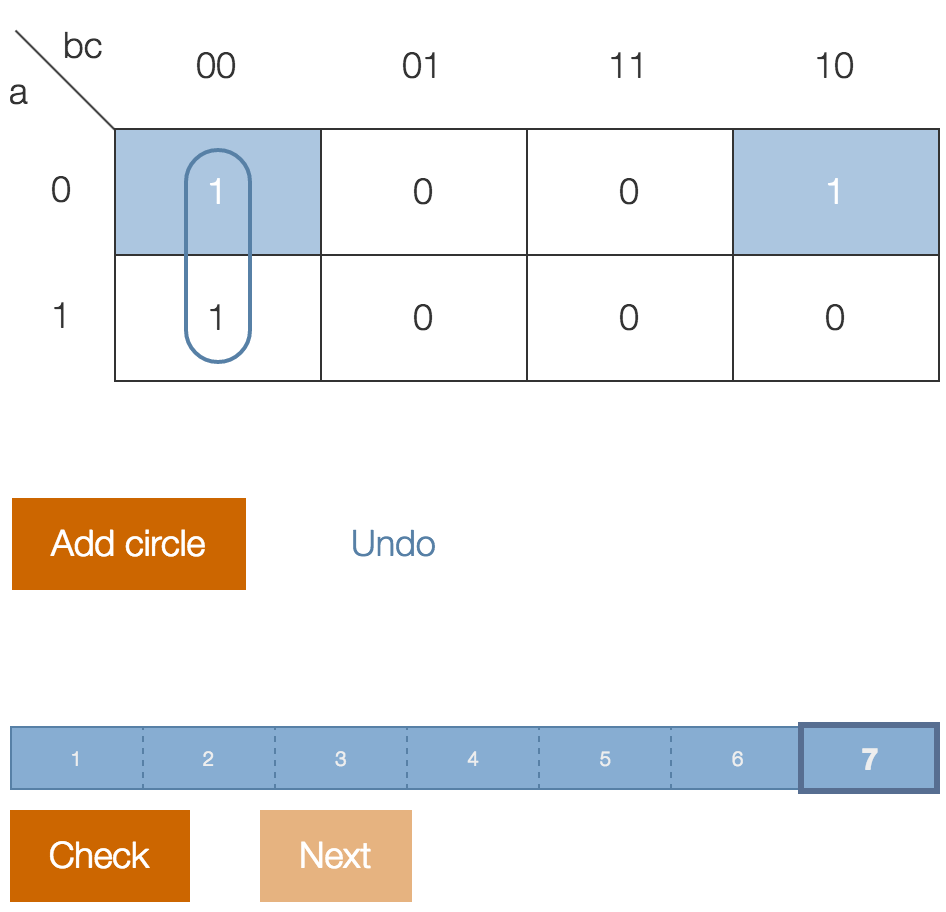 bc
a
00 01 11 10
0 1 0 0 1
1 1 0 0 0
Add circle Undo
1 2 3 4 5 6 7
Check Next